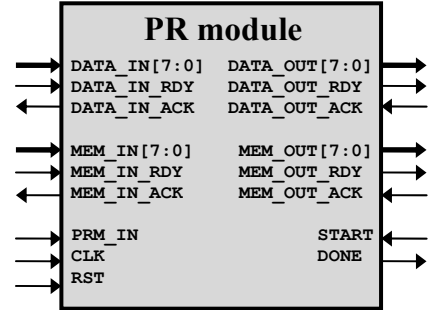 PR module
DATA_IN[7:0] DATA_OUT[7:0]
DATA_IN_RDY DATA_OUT_RDY
DATA_IN_ACK DATA_OUT_ACK
MEM_IN[7:0] MEM_OUT[7:0]
MEM_IN_RDY MEM_OUT_RDY
MEM_IN_ACK MEM_OUT_ACK
PRM_IN START
CLK DONE
RST